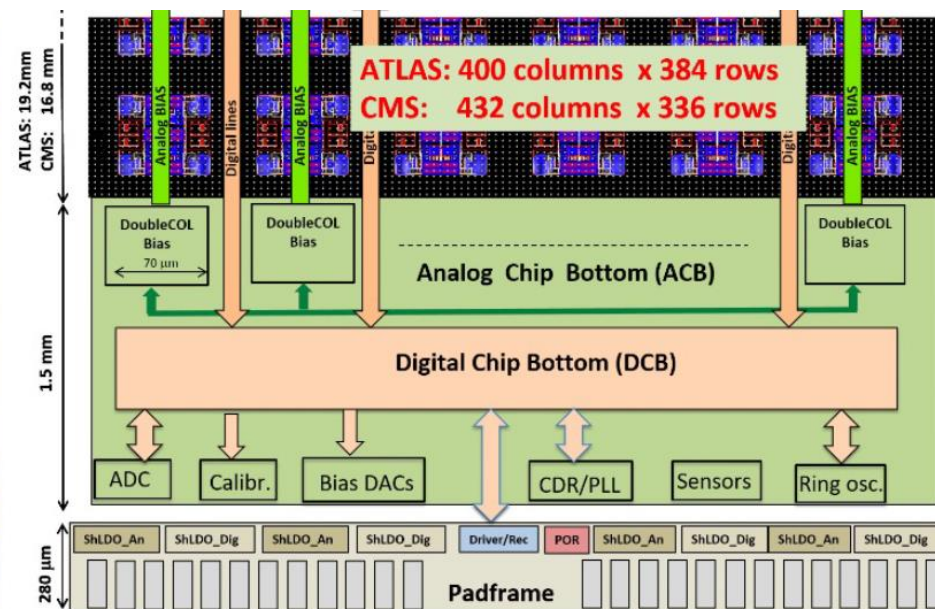 ATLAS: 19.2mm
CMS: 16.8 mm
Analog BIAS
Digital lines
Analog BIAS
Digital
Digital
Analog BIAS
ATLAS: 400 columns x 384 rows
CMS: 432 columns x 336 rows
DoubleCOL
Bias
70 µm
DoubleCOL
Bias
DoubleCOL
Bias
Analog Chip Bottom (ACB)
1.5 mm
Digital Chip Bottom (DCB)
ADC
Calibr.
Bias DACs
CDR/PLL
Sensors
Ring osc.
280 µm
ShLDO_An
ShLDO_Dig
ShLDO_An
ShLDO_Dig
Driver/Rec
POR
ShLDO_An
ShLDO_Dig
ShLDO_An
ShLDO_Dig
Padframe